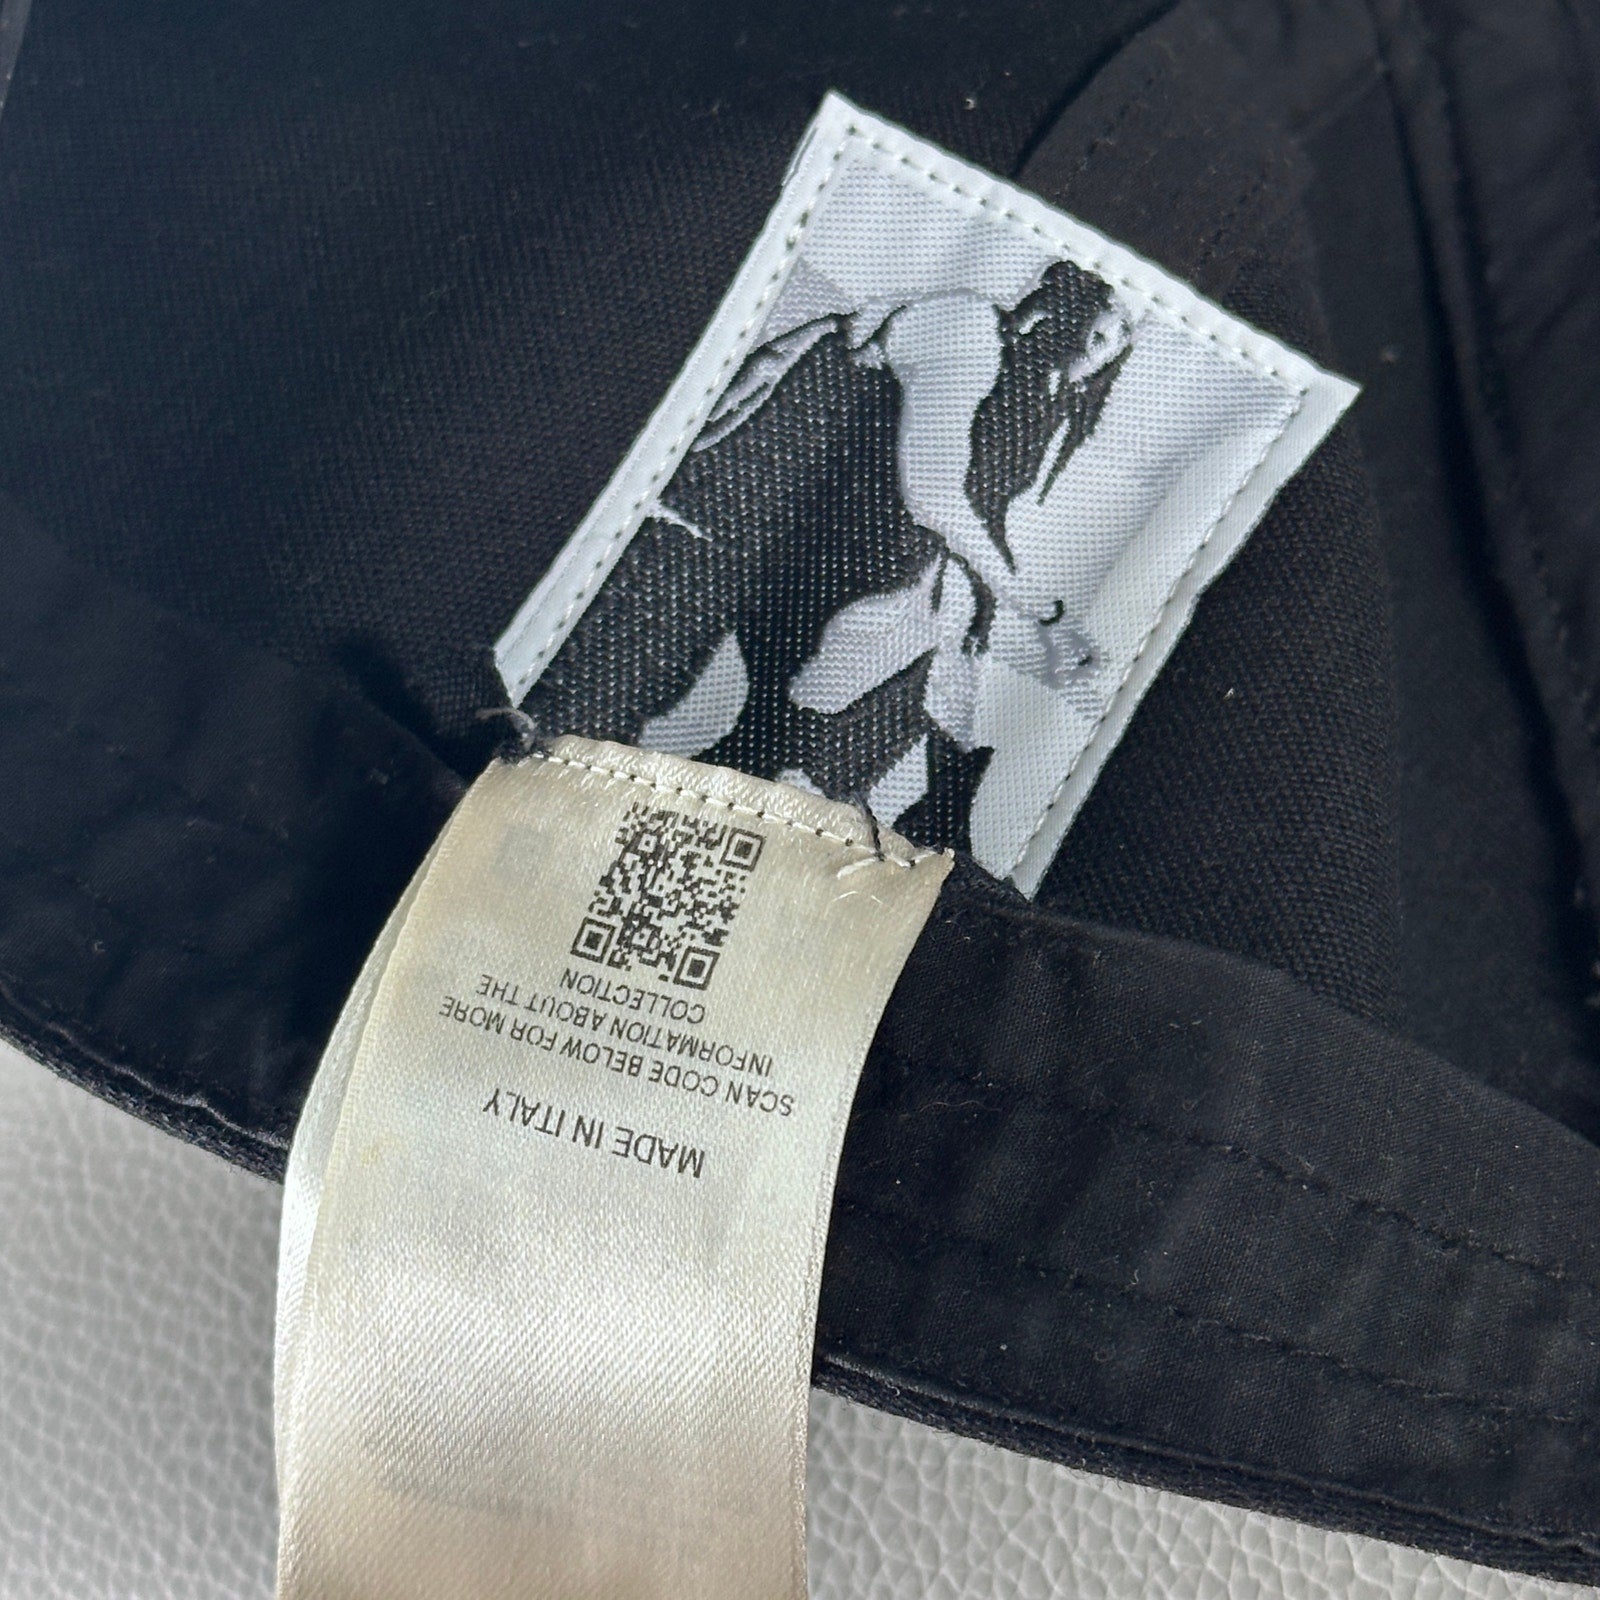 MADE IN ITALY
SCAN CODE BELOW FOR MORE
INFORMATION ABOUT THE
COLLECTION